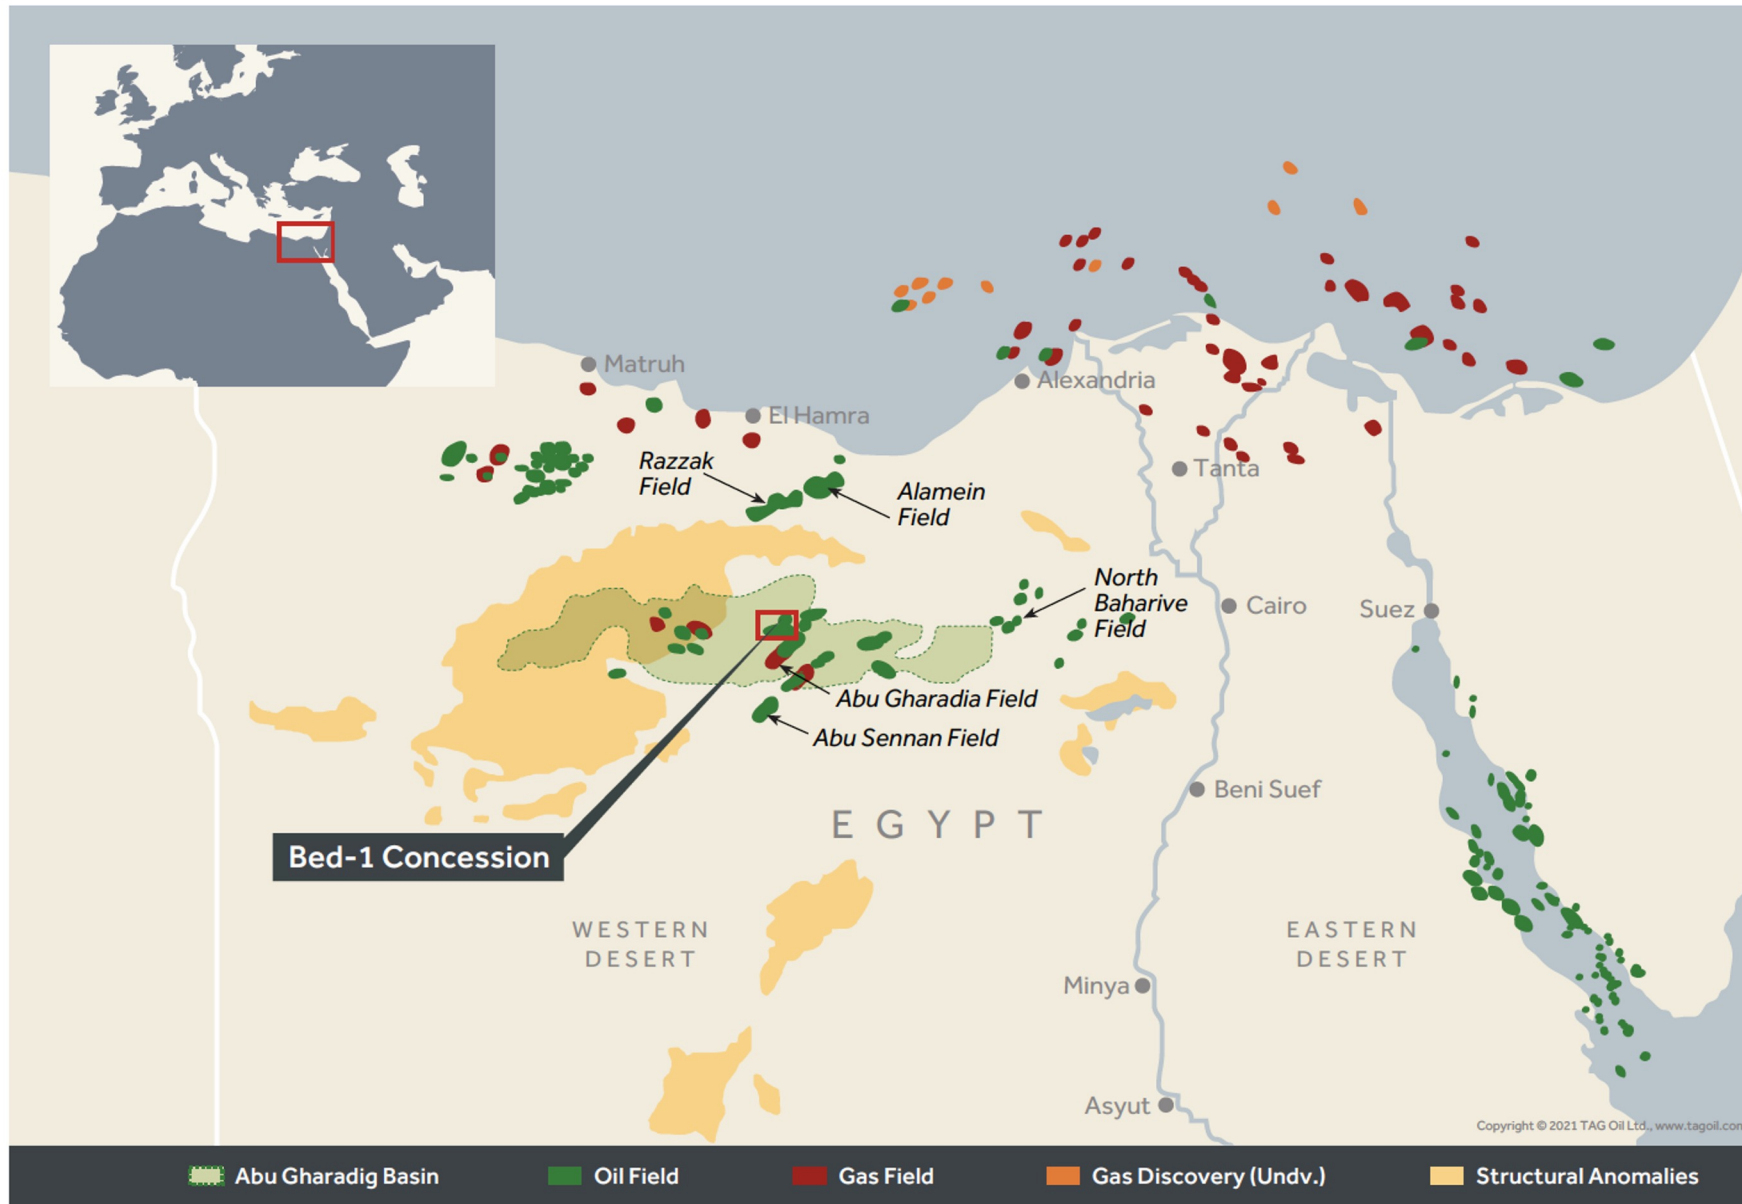 Matruh
El Hamra
Alexandria
Razzak
Field
Alamein
Field
Tanta
North
Baharive
Field
Cairo
Suez
Abu Gharadia Field
Abu Sennan Field
Beni Suef
EGYPT
Bed-1 Concession
WESTERN
DESERT
EASTERN
DESERT
Minya
Asyut
Copyright © 2021 TAG Oil Ltd., www.tagoil.com
Abu Gharadig Basin
Oil Field
Gas Field
Gas Discovery (Undv.)
Structural Anomalies